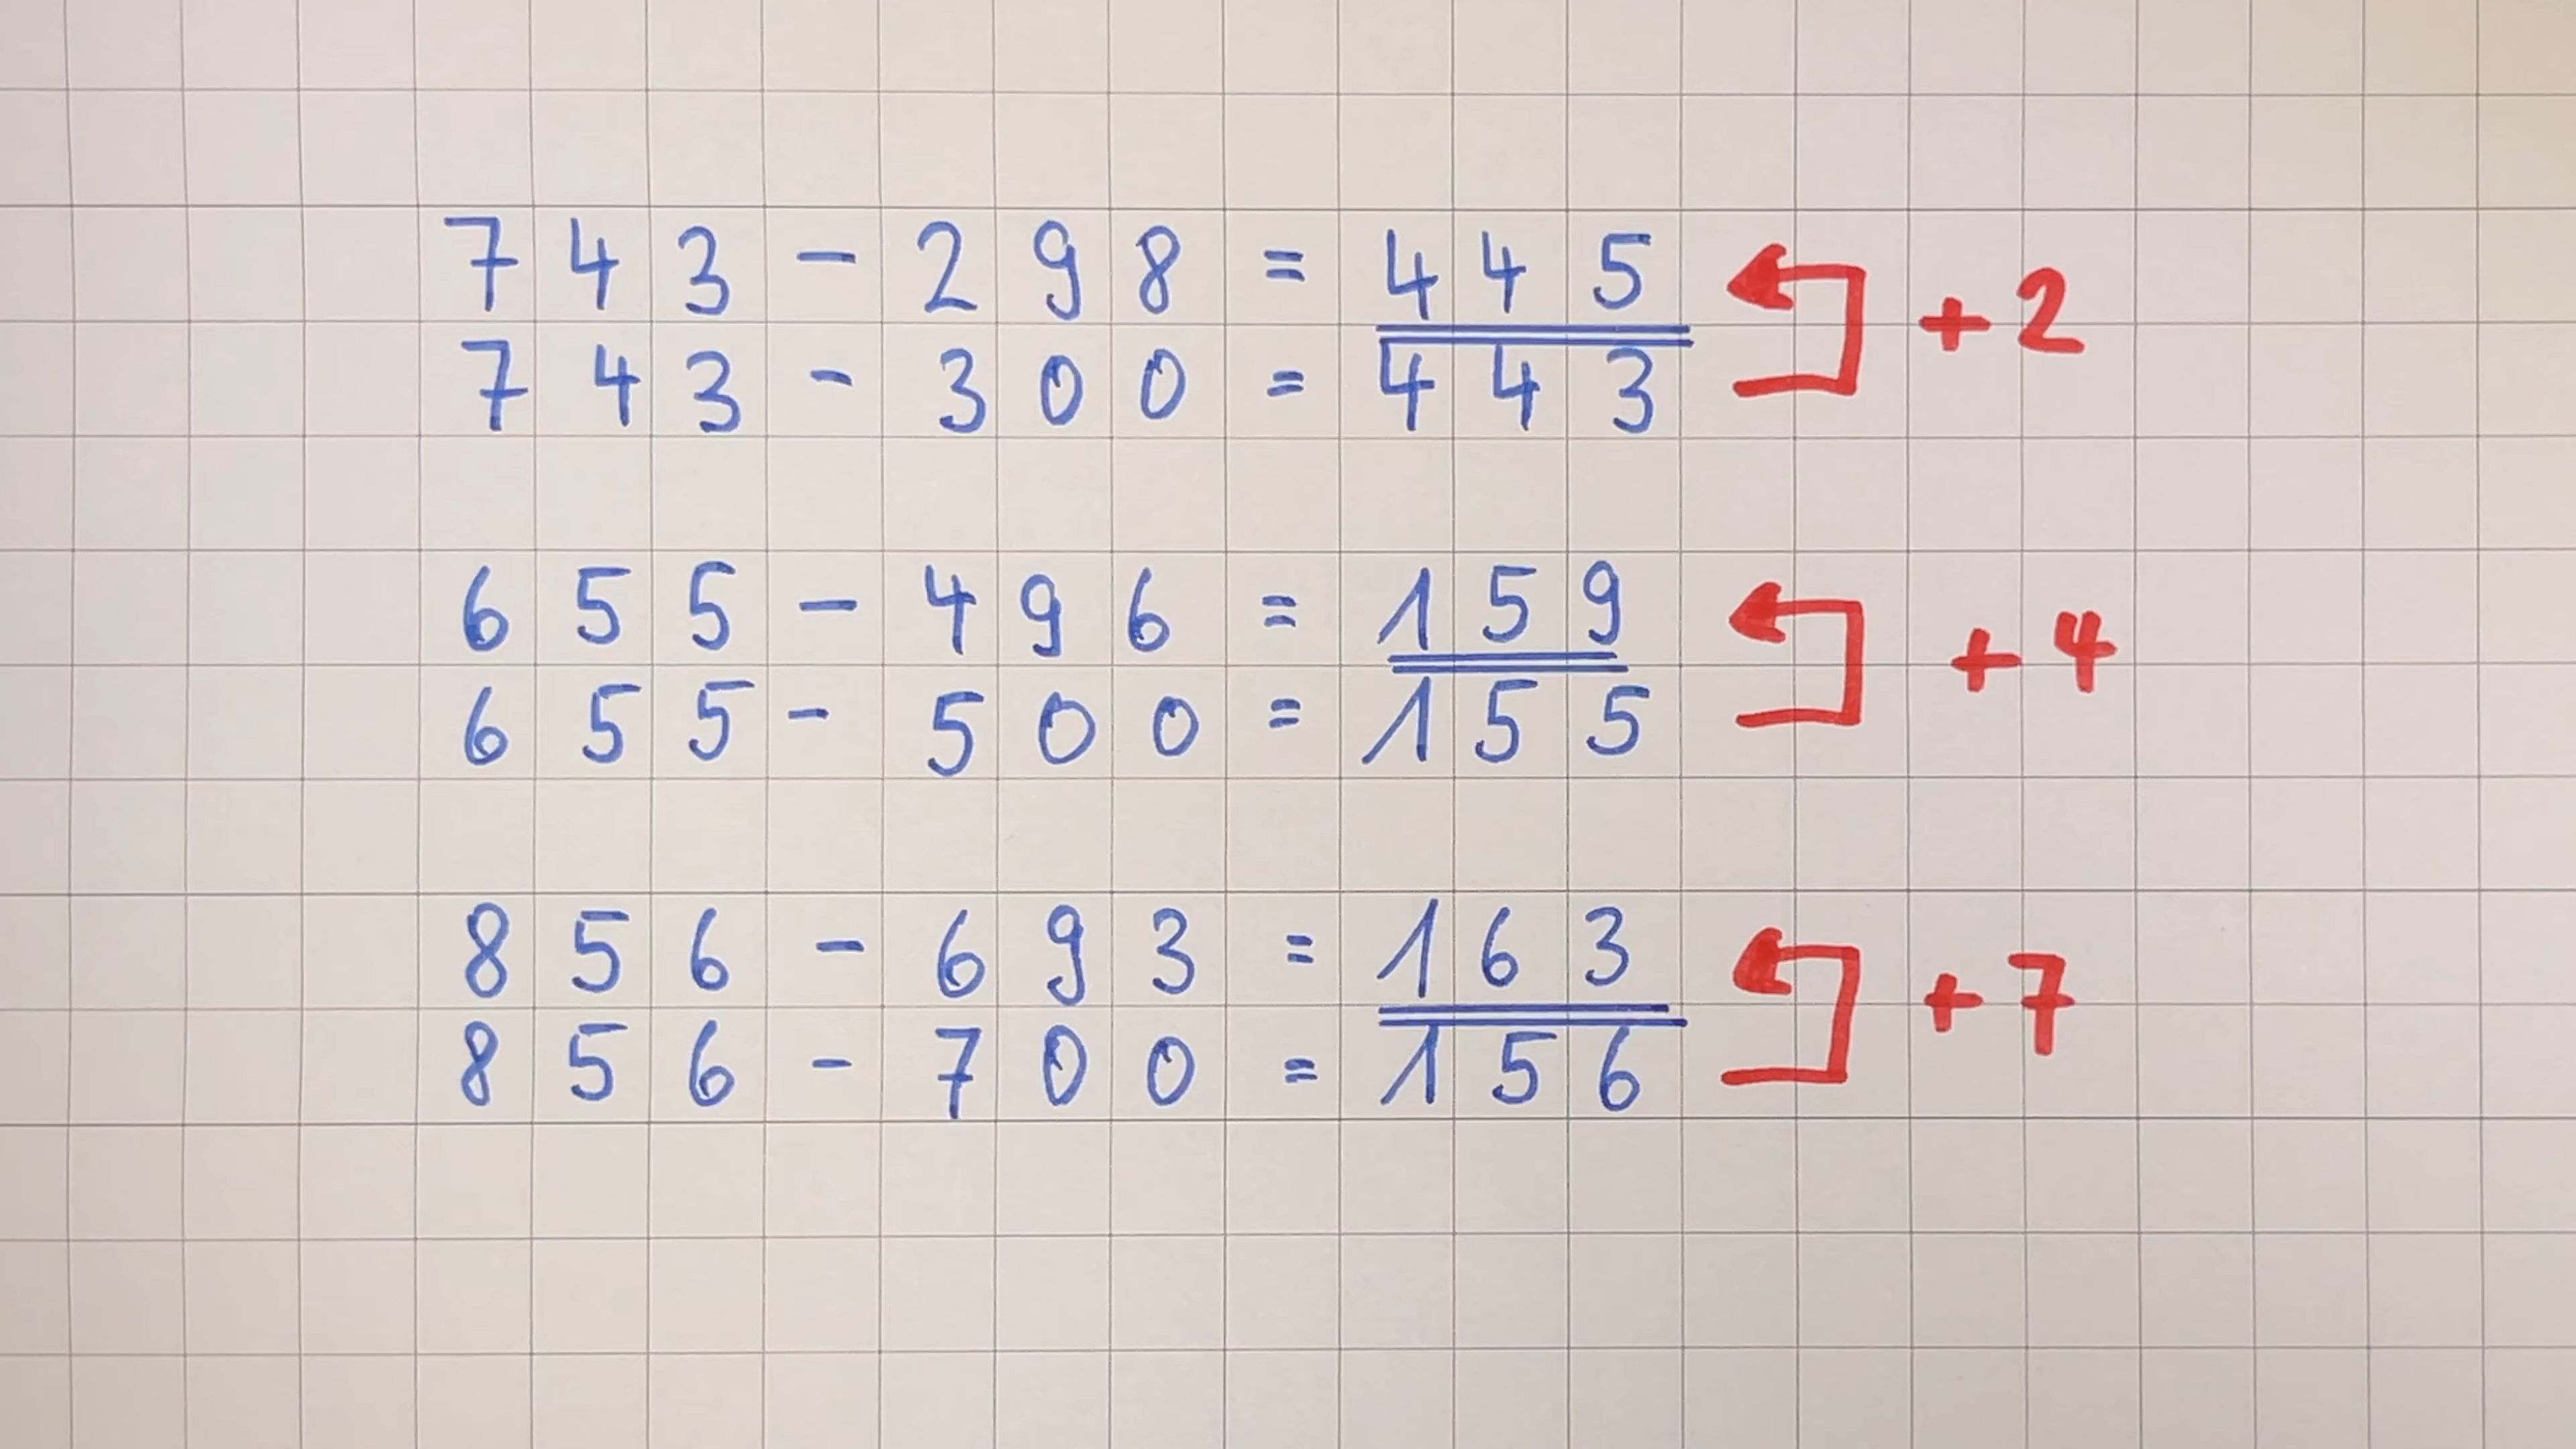 743 - 298 = 445
+2
743 - 300 = 443
655 - 496 = 159
+4
655 - 500 = 155
856 - 693 = 163
+7
856 - 700 = 156